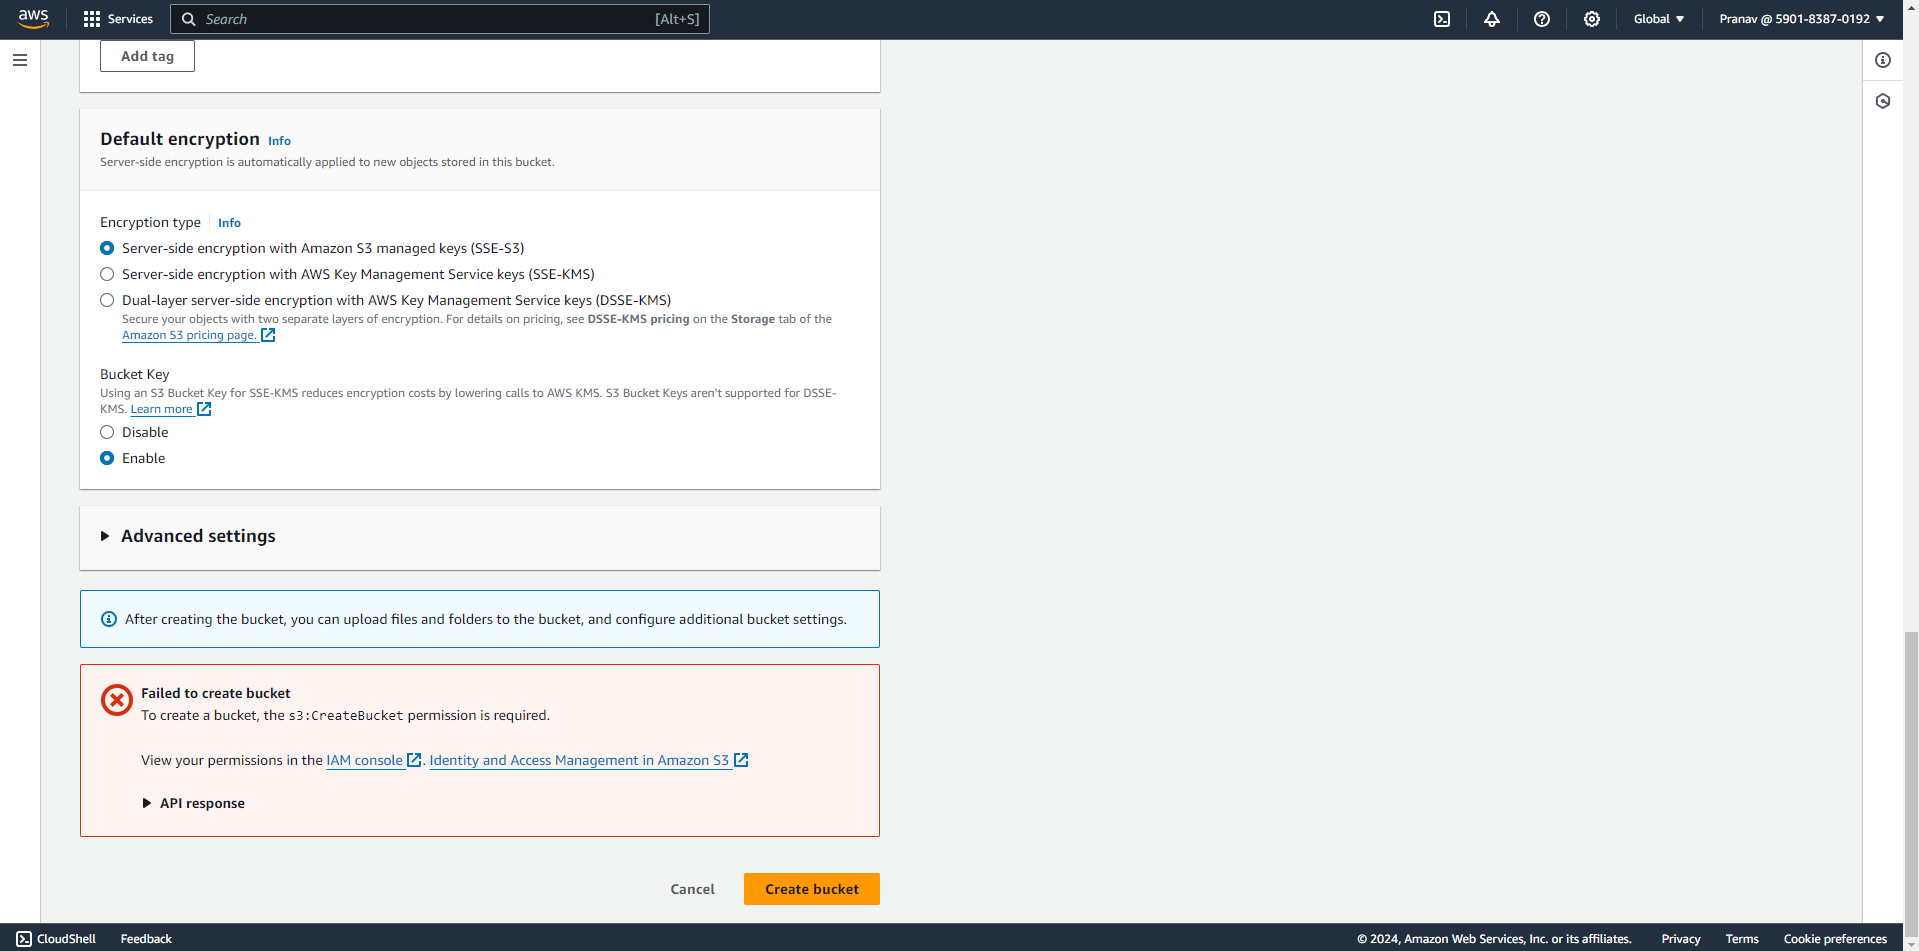 aws
Services
Search
[Alt+S]
Global
Pranav @ 5901-8387-0192
Add tag
Default encryption Info
Server-side encryption is automatically applied to new objects stored in this bucket.
Encryption type Info
Server-side encryption with Amazon S3 managed keys (SSE-S3)
Server-side encryption with AWS Key Management Service keys (SSE-KMS)
Dual-layer server-side encryption with AWS Key Management Service keys (DSSE-KMS)
Secure your objects with two separate layers of encryption. For details on pricing, see DSSE-KMS pricing on the Storage tab of the
Amazon S3 pricing page.
Bucket Key
Using an S3 Bucket Key for SSE-KMS reduces encryption costs by lowering calls to AWS KMS. S3 Bucket Keys aren't supported for DSSE-
KMS. Learn more
Disable
Enable
Advanced settings
After creating the bucket, you can upload files and folders to the bucket, and configure additional bucket settings.
Failed to create bucket
To create a bucket, the s3:CreateBucket permission is required.
View your permissions in the IAM console. Identity and Access Management in Amazon S3
API response
Cancel
Create bucket
CloudShell
Feedback
© 2024, Amazon Web Services, Inc. or its affiliates.
Privacy
Terms
Cookie preferences